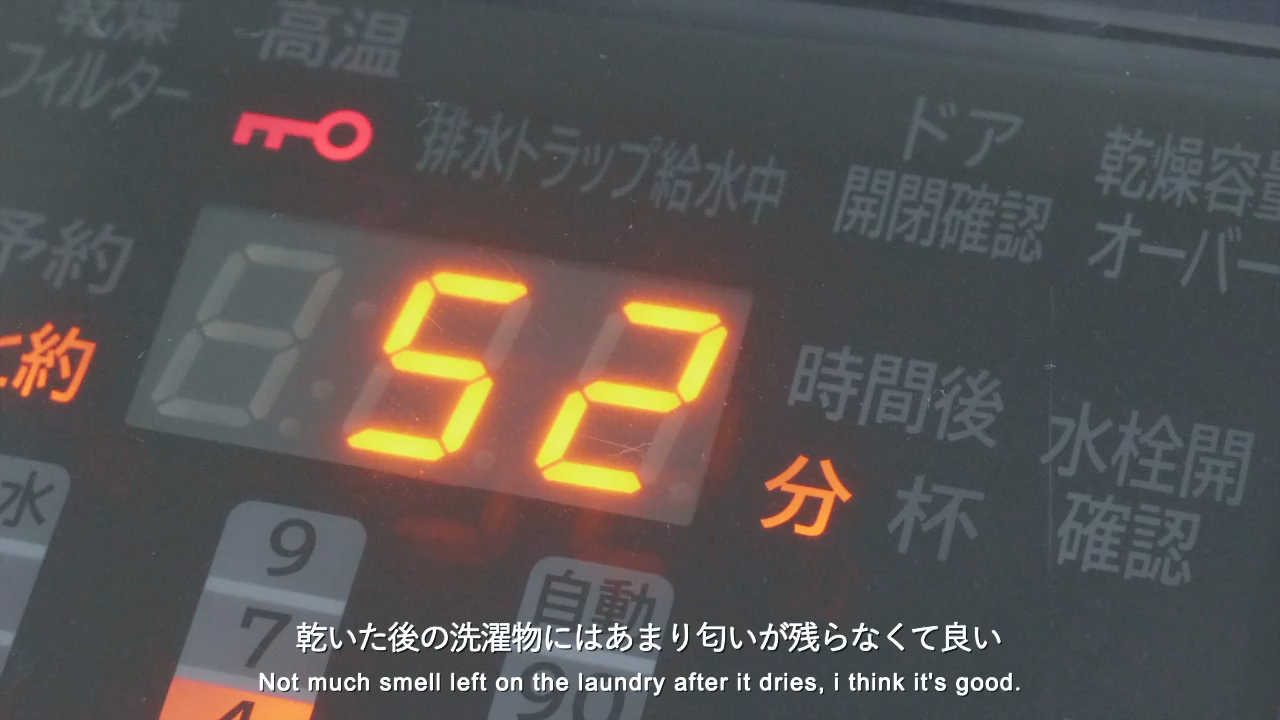 乾燥
フィルター
高温
排水トラップ給水中
ドア
開閉確認
乾燥容量
オーバー
予約
約
52
時間後
分
杯
水栓開
確認
水
9
7
4
自動
90
乾いた後の洗濯物にはあまり匂いが残らなくて良い
Not much smell left on the laundry after it dries, i think it's good.